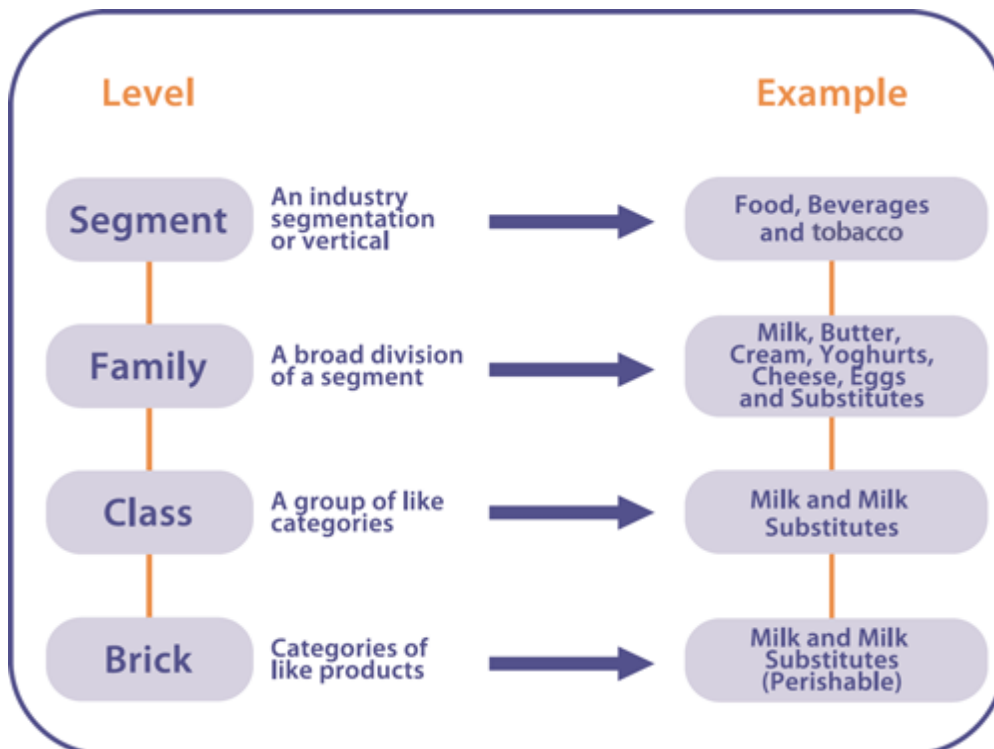 Level
Example
Segment
An industry
segmentation
or vertical
Food, Beverages
and tobacco
Family
A broad division
of a segment
Milk, Butter,
Cream, Yoghurts,
Cheese, Eggs
and Substitutes
Class
A group of like
categories
Milk and Milk
Substitutes
Brick
Categories of
like products
Milk and Milk
Substitutes
(Perishable)